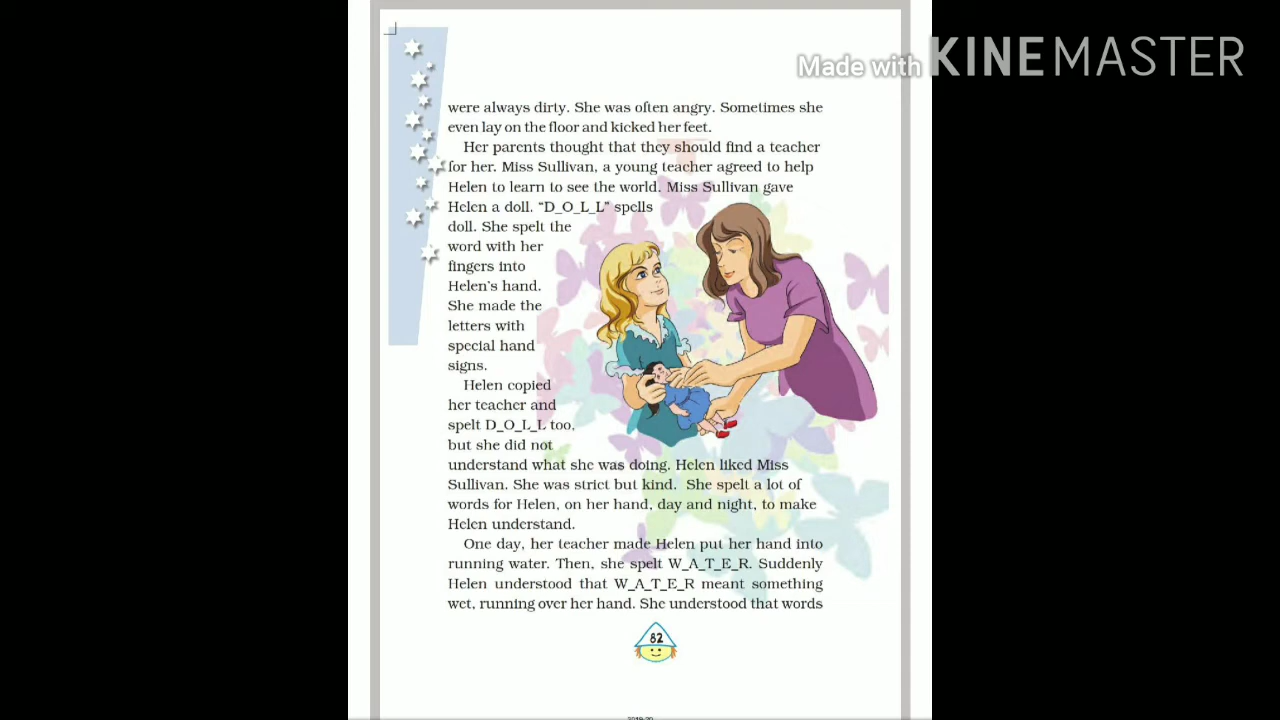 Made with KINEMASTER
were always dirty. She was often angry. Sometimes she
even lay on the floor and kicked her feet.
Her parents thought that they should find a teacher
for her. Miss Sullivan, a young teacher agreed to help
Helen to learn to see the world. Miss Sullivan gave
Helen a doll. “D_O_L_L” spells
doll. She spelt the
word with her
fingers into
Helen's hand.
She made the
letters with
special hand
signs.
Helen copied
her teacher and
spelt D_O_L_L too,
but she did not
understand what she was doing. Helen liked Miss
Sullivan. She was strict but kind. She spelt a lot of
words for Helen, on her hand, day and night, to make
Helen understand.
One day, her teacher made Helen put her hand into
running water. Then, she spelt W_A_T_E_R. Suddenly
Helen understood that W_A_T_E_R meant something
wet, running over her hand. She understood that words
82